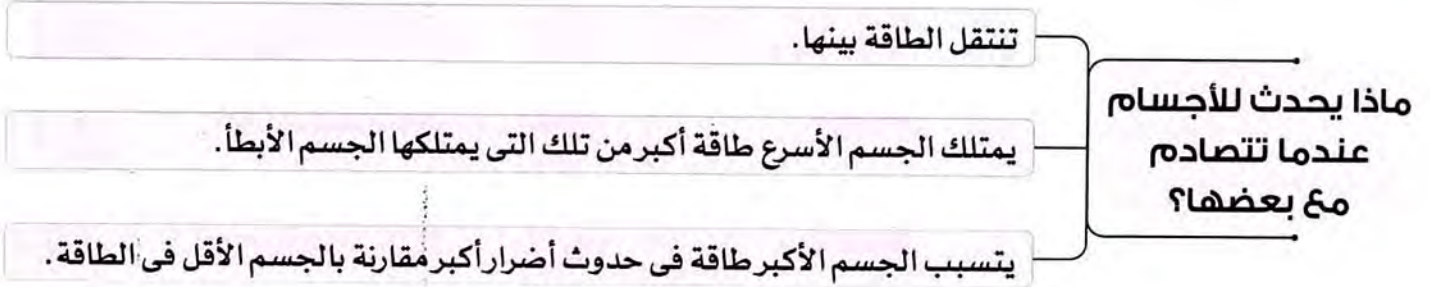 ماذا يحدث للأجسام
عندما تتصادم
مع بعضها؟
تنتقل الطاقة بينها.
يمتلك الجسم الأسرع طاقة أكبر من تلك التى يمتلكها الجسم الأبطأ.
يتسبب الجسم الأكبر طاقة فى حدوث أضرار أكبر مقارنة بالجسم الأقل فى الطاقة.